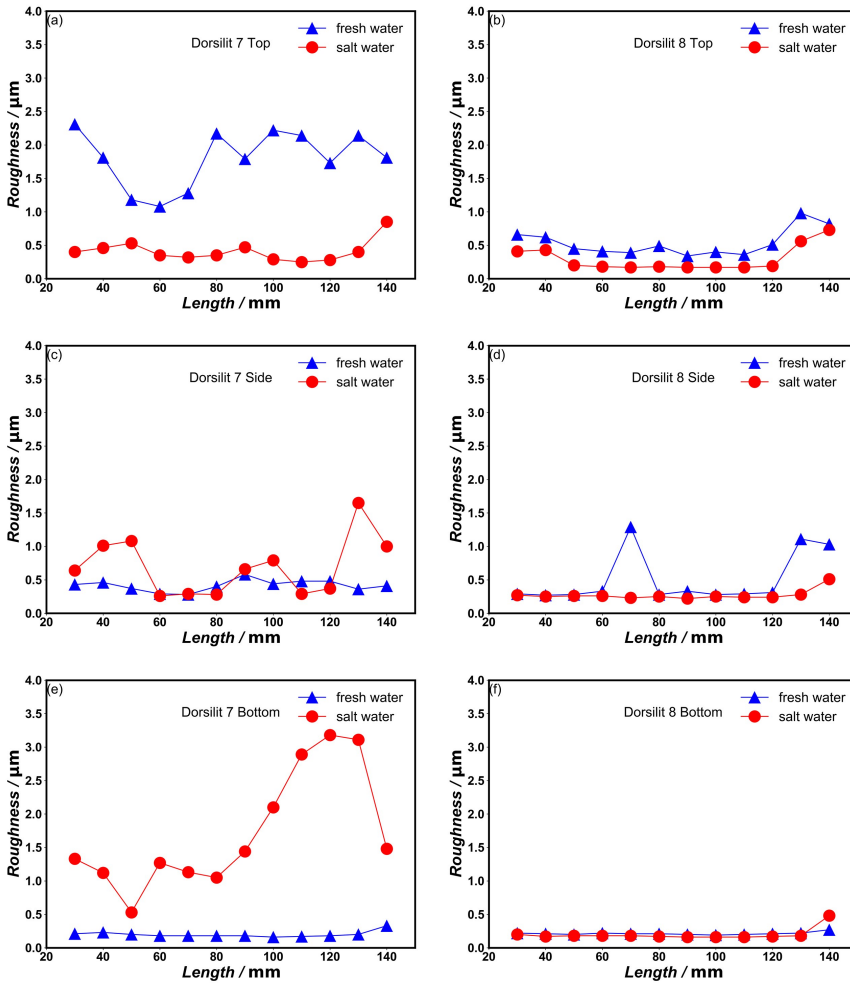 (a)
Dorsilit 7 Top
fresh water
salt water
4.0
3.5
3.0
2.5
2.0
1.5
1.0
0.5
0.0
Roughness / μm
20 40 60 80 100 120 140
Length / mm
(b)
Dorsilit 8 Top
fresh water
salt water
4.0
3.5
3.0
2.5
2.0
1.5
1.0
0.5
0.0
Roughness / μm
20 40 60 80 100 120 140
Length / mm
(c)
Dorsilit 7 Side
fresh water
salt water
4.0
3.5
3.0
2.5
2.0
1.5
1.0
0.5
0.0
Roughness / μm
20 40 60 80 100 120 140
Length / mm
(d)
Dorsilit 8 Side
fresh water
salt water
4.0
3.5
3.0
2.5
2.0
1.5
1.0
0.5
0.0
Roughness / μm
20 40 60 80 100 120 140
Length / mm
(e)
Dorsilit 7 Bottom
fresh water
salt water
4.0
3.5
3.0
2.5
2.0
1.5
1.0
0.5
0.0
Roughness / μm
20 40 60 80 100 120 140
Length / mm
(f)
Dorsilit 8 Bottom
fresh water
salt water
4.0
3.5
3.0
2.5
2.0
1.5
1.0
0.5
0.0
Roughness / μm
20 40 60 80 100 120 140
Length / mm